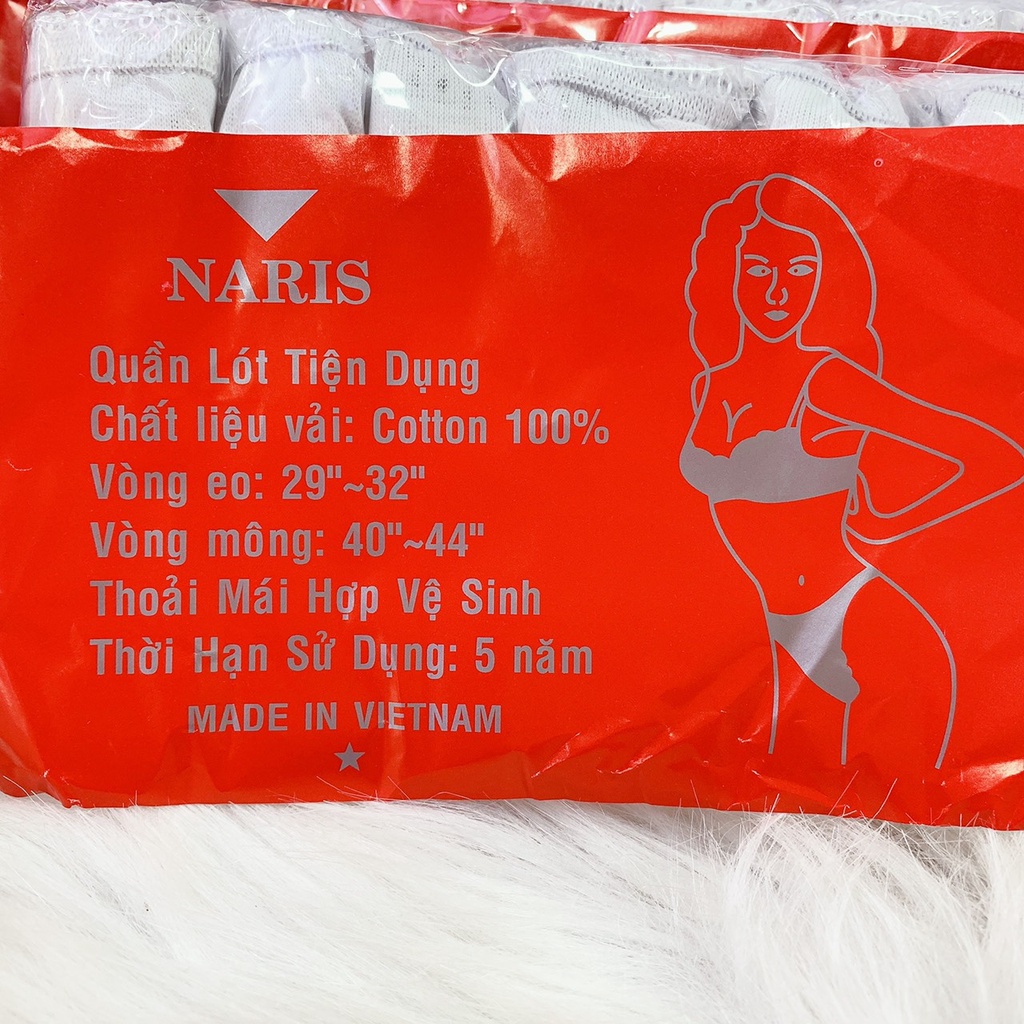 NARIS
Quần Lót Tiện Dụng
Chất liệu vải: Cotton 100%
Vòng eo: 29"~32"
Vòng mông: 40"~44"
Thoải Mái Hợp Vệ Sinh
Thời Hạn Sử Dụng: 5 năm
MADE IN VIETNAM